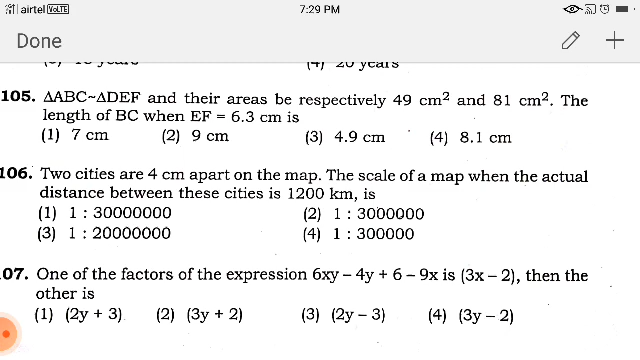 airtel VoLTE 7:29 PM
Done
(4) 20 years
105. ΔABC~ΔDEF and their areas be respectively 49 cm² and 81 cm². The
length of BC when EF = 6.3 cm is
(1) 7 cm (2) 9 cm (3) 4.9 cm (4) 8.1 cm
106. Two cities are 4 cm apart on the map. The scale of a map when the actual
distance between these cities is 1200 km, is
(1) 1 : 30000000 (2) 1 : 3000000
(3) 1 : 20000000 (4) 1 : 300000
07. One of the factors of the expression 6xy – 4y + 6 – 9x is (3x – 2), then the
other is
(1) (2y + 3) (2) (3y + 2) (3) (2y – 3) (4) (3y – 2)